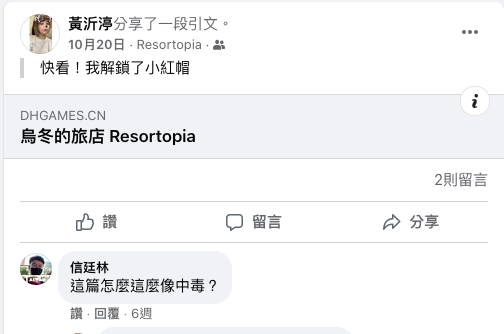 黃沂渟分享了一段引文。
10月20日 · Resortopia ·
快看！我解鎖了小紅帽
DHGAMES.CN
烏冬的旅店 Resortopia
2則留言
讚 留言 分享
信廷林
這篇怎麼這麼像中毒？
讚 · 回覆 · 6週